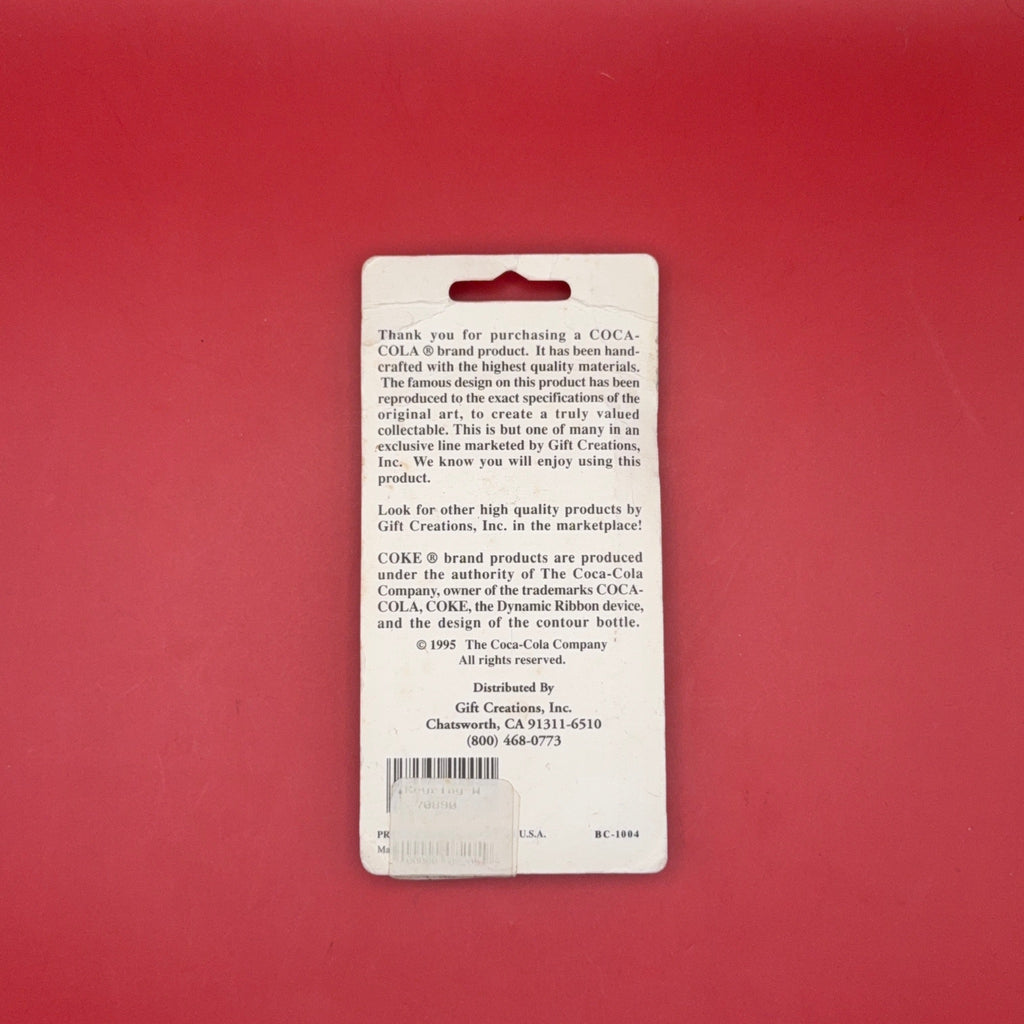 Thank you for purchasing a COCA-
COLA ® brand product. It has been hand-
crafted with the highest quality materials.
The famous design on this product has been
reproduced to the exact specifications of the
original art, to create a truly valued
collectable. This is but one of many in an
exclusive line marketed by Gift Creations,
Inc. We know you will enjoy using this
product.
Look for other high quality products by
Gift Creations, Inc. in the marketplace!
COKE ® brand products are produced
under the authority of The Coca-Cola
Company, owner of the trademarks COCA-
COLA, COKE, the Dynamic Ribbon device,
and the design of the contour bottle.
© 1995 The Coca-Cola Company
All rights reserved.
Distributed By
Gift Creations, Inc.
Chatsworth, CA 91311-6510
(800) 468-0773
U.S.A. BC-1004